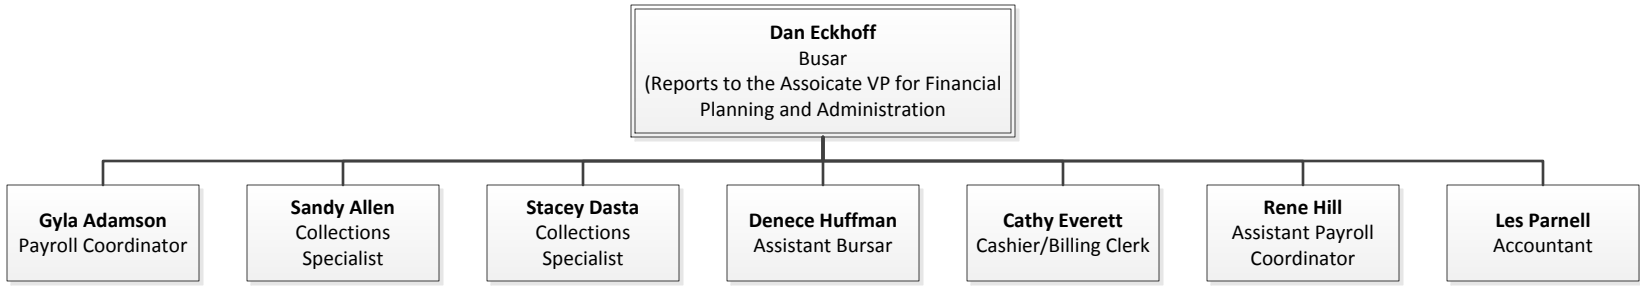 Dan Eckhoff
Busar
(Reports to the Assoicate VP for Financial
Planning and Administration
Gyla Adamson
Payroll Coordinator
Sandy Allen
Collections
Specialist
Stacey Dasta
Collections
Specialist
Denece Huffman
Assistant Bursar
Cathy Everett
Cashier/Billing Clerk
Rene Hill
Assistant Payroll
Coordinator
Les Parnell
Accountant